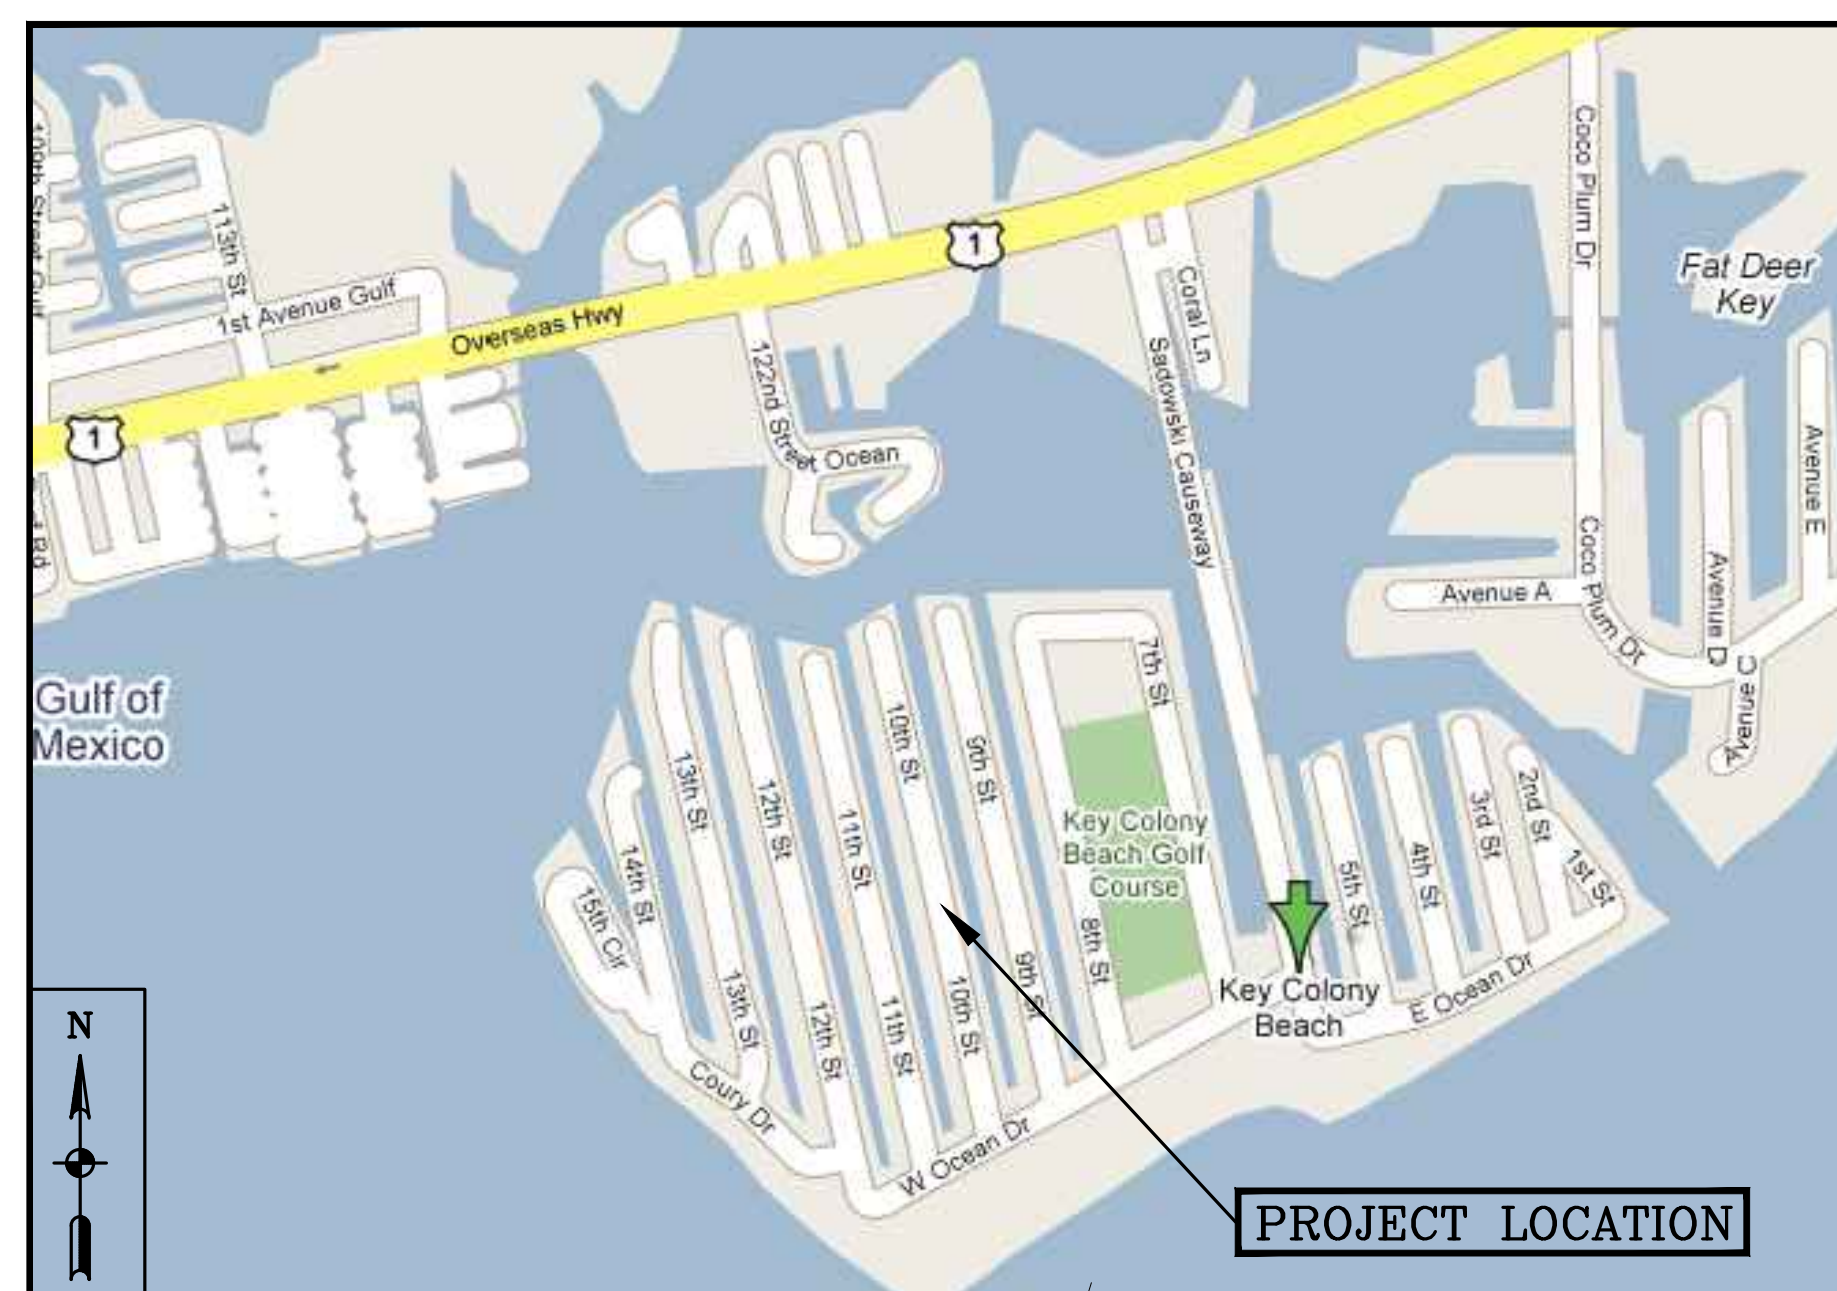 Coco Plum Dr
113th St
1
Fat Deer
Key
1st Avenue Gulf
Coral Ln
Overseas Hwy
122nd Street Ocean
Sadowski Causeway
1
Avenue E
Coco Plum Dr
Avenue A
Avenue D
Avenue C
7th St
Gulf of
Mexico
10th St
9th St
13th St
12th St
11th St
Key Colony
Beach Golf
Course
2nd St
3rd St
4th St
5th St
1st St
14th St
15th Cir
8th St
9th St
10th St
11th St
12th St
13th St
Key Colony
Beach
E Ocean Dr
N
Coury Dr
W Ocean Dr
PROJECT LOCATION